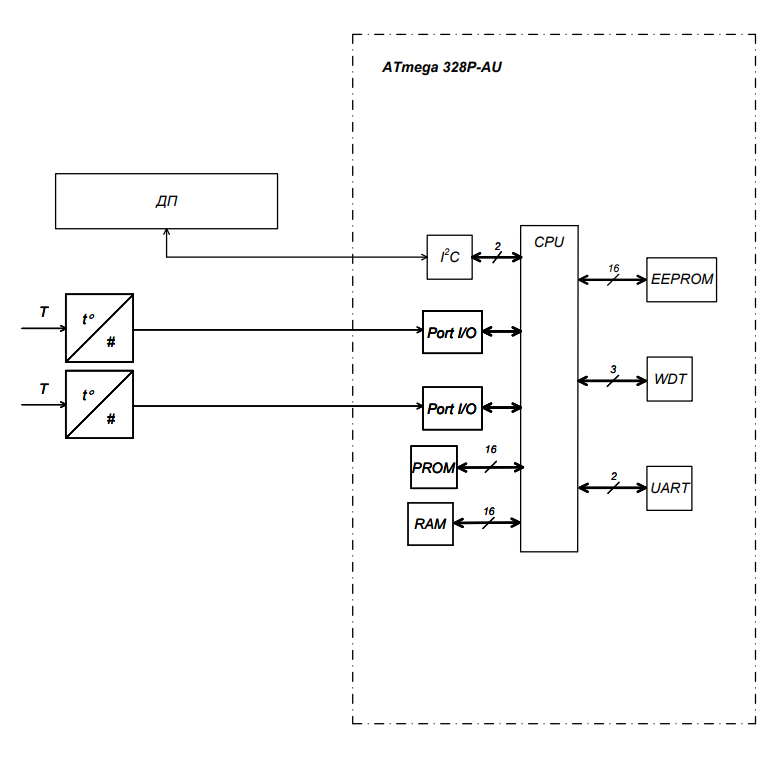 ATmega 328P-AU
ДП
I²C
2
CPU
16
EEPROM
T
t°
#
Port I/O
T
t°
#
Port I/O
3
WDT
PROM
16
2
UART
RAM
16